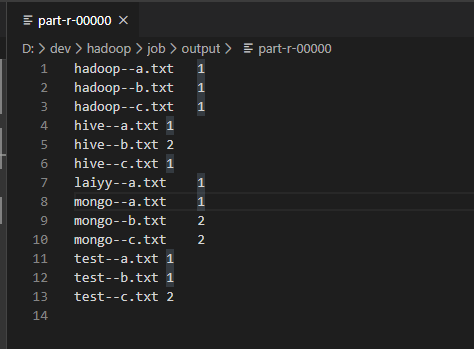 part-r-00000
D: > dev > hadoop > job > output > part-r-00000
1 hadoop--a.txt 1
2 hadoop--b.txt 1
3 hadoop--c.txt 1
4 hive--a.txt 1
5 hive--b.txt 2
6 hive--c.txt 1
7 laiyy--a.txt 1
8 mongo--a.txt 1
9 mongo--b.txt 2
10 mongo--c.txt 2
11 test--a.txt 1
12 test--b.txt 1
13 test--c.txt 2
14